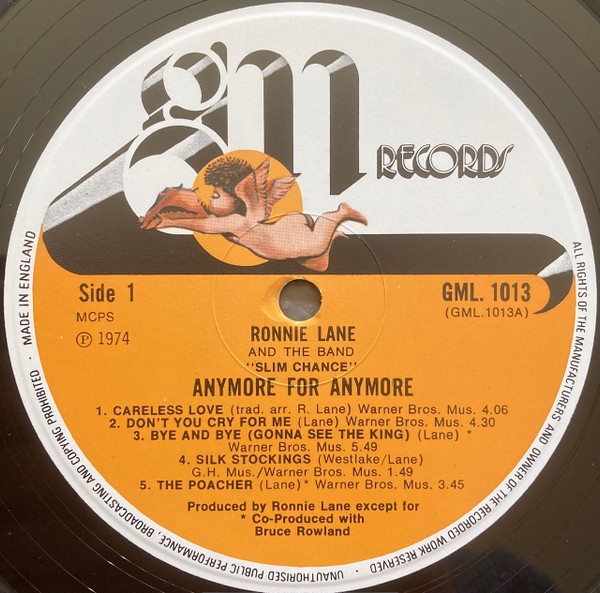 gm
RECORDS
Side 1
MCPS
Ⓟ 1974
GML. 1013
(GML.1013A)
RONNIE LANE
AND THE BAND
"SLIM CHANCE"
ANYMORE FOR ANYMORE
1. CARELESS LOVE (trad. arr. R. Lane) Warner Bros. Mus. 4.06
2. DON'T YOU CRY FOR ME (Lane) Warner Bros. Mus. 4.30
3. BYE AND BYE (GONNA SEE THE KING) (Lane) *
Warner Bros. Mus. 5.49
4. SILK STOCKINGS (Westlake/Lane)
G.H. Mus./Warner Bros. Mus. 1.49
5. THE POACHER (Lane)* Warner Bros. Mus. 3.45
Produced by Ronnie Lane except for
* Co-Produced with
Bruce Rowland
ALL RIGHTS OF THE MANUFACTURERS AND OWNER OF THE RECORDED WORK RESERVED · UNAUTHORISED PUBLIC PERFORMANCE, BROADCASTING AND COPYING PROHIBITED · MADE IN ENGLAND